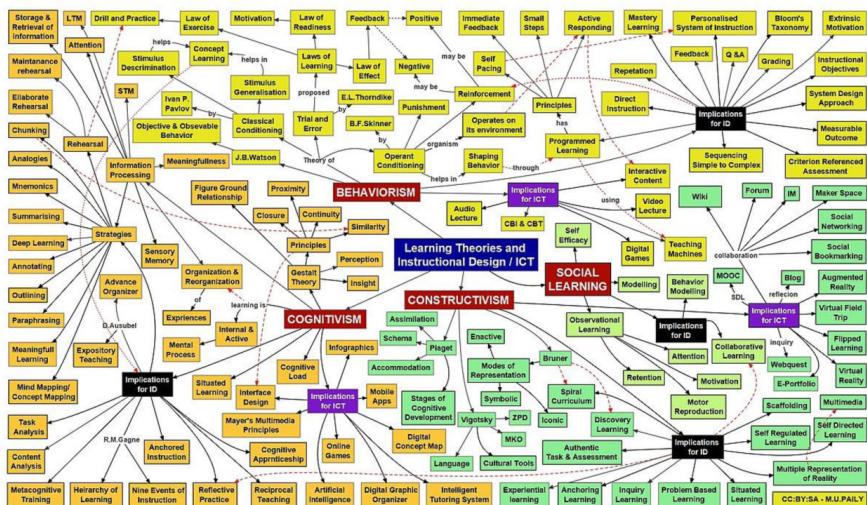 Storage &
Retrieval of
Information
LTM
Drill and Practice
Law of
Exercise
Motivation
Law of
Readiness
Feedback
Positive
Immediate
Feedback
Small
Steps
Active
Responding
Mastery
Learning
Personalised
System of Instruction
Bloom's
Taxonomy
Extrinsic
Motivation
Attention
helps
Concept
Learning
Maintanance
rehearsal
Stimulus
Descrimination
helps in
Laws of
Learning
Law of
Effect
Negative
may be
Self
Pacing
Feedback
Q &A
Grading
Instructional
Objectives
Repetation
Ellaborate
Rehearsal
STM
Stimulus
Generalisation
proposed
E.L.Thorndike
may be
Reinforcement
Principles
System Design
Approach
Ivan P.
Pavlov
by
Punishment
Direct
Instruction
Implications
for ID
Chunking
Classical
Conditioning
Trial and
Error
by
B.F.Skinner
Operates on
its environment
has
Measurable
Outcome
Analogies
Rehearsal
Objective & Obsevable
Behavior
organism
by
Programmed
Learning
Sequencing
Simple to Complex
Criterion Referenced
Assessment
Information
Processing
Meaningfullness
J.B.Watson
Theory of
Operant
Conditioning
helps in
Shaping
Behavior
through
Mnemonics
Figure Ground
Relationship
Proximity
BEHAVIORISM
Implications
for ICT
Interactive
Content
Wiki
Forum
IM
Maker Space
Summarising
Closure
Continuity
Audio
Lecture
CBI & CBT
using
Video
Lecture
Social
Networking
Deep Learning
Strategies
Similarity
Self
Efficacy
Digital
Games
Teaching
Machines
collaboration
Social
Bookmarking
Annotating
Sensory
Memory
Principles
Learning Theories and
Instructional Design / ICT
SOCIAL
LEARNING
Modelling
Behavior
Modelling
MOOC
SDL
Blog
reflecion
Augmented
Reality
Outlining
Advance
Organizer
Organization &
Reorganization
Gestalt
Theory
Perception
Insight
CONSTRUCTIVISM
Paraphrasing
of
learning is
COGNITIVISM
Assimilation
Observational
Learning
Implications
for ID
Implications
for ICT
Virtual Field
Trip
D.Ausubel
Expriences
Internal &
Active
Schema
Piaget
Enactive
Bruner
Collaborative
Learning
inquiry
Flipped
Learning
Meaningfull
Learning
Expository
Teaching
Mental
Process
Infographics
Accommodation
Modes of
Representation
Attention
Webquest
Virtual
Reality
Mind Mapping/
Concept Mapping
Implications
for ID
Situated
Learning
Cognitive
Load
Stages of
Cognitive
Development
Symbolic
Spiral
Curriculum
Retention
Motivation
E-Portfolio
Interface
Design
Implications
for ICT
Mobile
Apps
Iconic
Motor
Reproduction
Scaffolding
Multimedia
Task
Analysis
Mayer's Multimedia
Principles
Vigotsky
ZPD
Discovery
Learning
Self Regulated
Learning
Self Directed
Learning
R.M.Gagne
Anchored
Instruction
Cognitive
Apprnticeship
Online
Games
Digital
Concept Map
MKO
Authentic
Task & Assessment
Implications
for ID
Content
Analysis
Language
Cultural Tools
Multiple Representation
of Reality
Metacognitive
Training
Heirarchy of
Learning
Nine Events of
Instruction
Reflective
Practice
Reciprocal
Teaching
Artificial
Intelligence
Digital Graphic
Organizer
Intelligent
Tutoring System
Experiential
learning
Anchoring
Learning
Inquiry
Learning
Problem Based
Learning
Situated
Learning
CC:BY:SA - M.U.PAILY